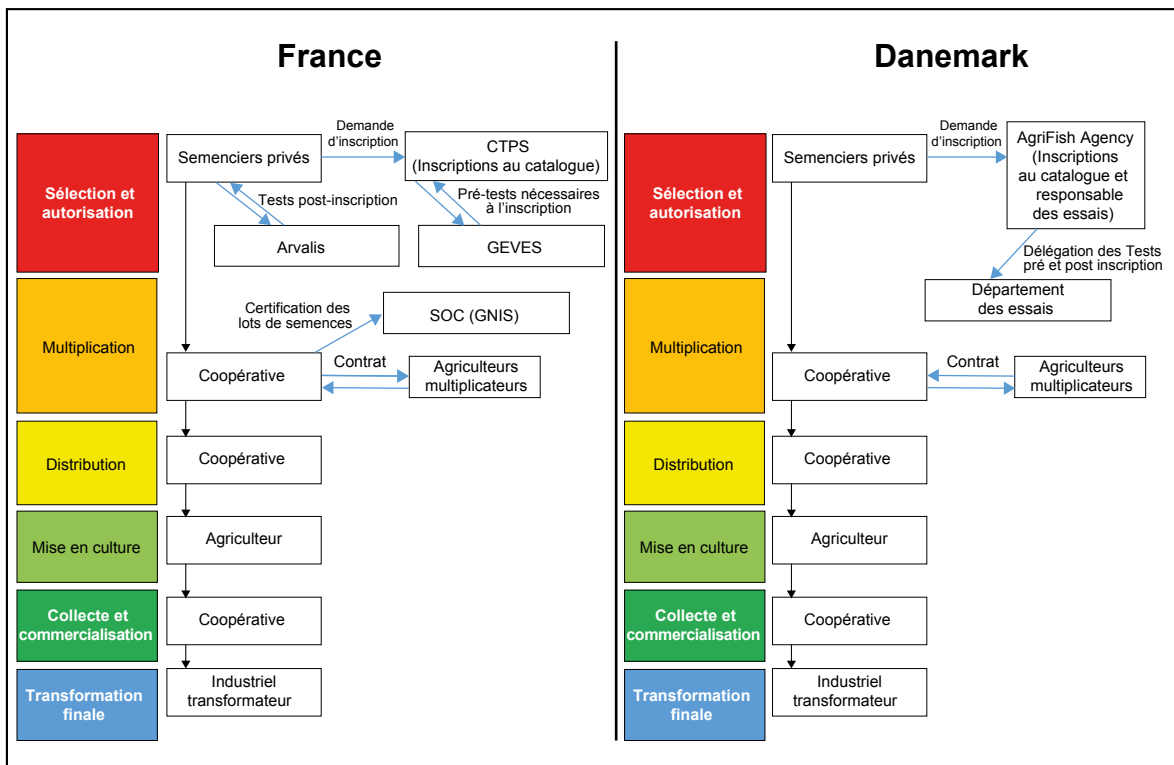 France
Demande
d'inscription
Semenciers privés
CTPS
(Inscriptions au catalogue)
Sélection et
autorisation
Tests post-inscription
Pré-tests nécessaires
à l'inscription
Arvalis
GEVES
Multiplication
Certification des
lots de semences
SOC (GNIS)
Coopérative
Contrat
Agriculteurs
multiplicateurs
Distribution
Coopérative
Mise en culture
Agriculteur
Collecte et
commercialisation
Coopérative
Transformation
finale
Industriel
transformateur
Danemark
Demande
d'inscription
Semenciers privés
AgriFish Agency
(Inscriptions
au catalogue et
responsable
des essais)
Sélection et
autorisation
Délégation des Tests
pré et post inscription
Département
des essais
Multiplication
Coopérative
Contrat
Agriculteurs
multiplicateurs
Distribution
Coopérative
Mise en culture
Agriculteur
Collecte et
commercialisation
Coopérative
Transformation
finale
Industriel
transformateur